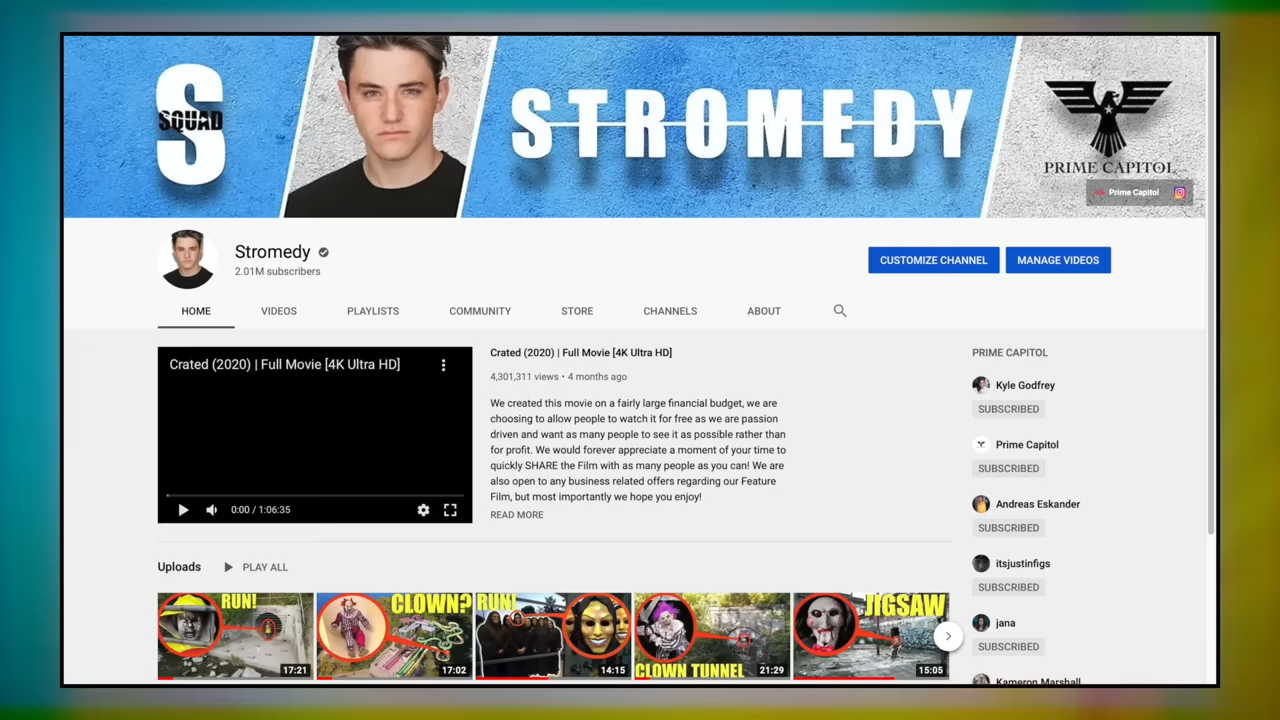 S
SQUAD
STROMEDY
PRIME CAPITOL
Prime Capitol
Stromedy
2.01M subscribers
CUSTOMIZE CHANNEL
MANAGE VIDEOS
HOME
VIDEOS
PLAYLISTS
COMMUNITY
STORE
CHANNELS
ABOUT
Crated (2020) | Full Movie [4K Ultra HD]
0:00 / 1:06:35
Crated (2020) | Full Movie [4K Ultra HD]
4,301,311 views • 4 months ago
We created this movie on a fairly large financial budget, we are
choosing to allow people to watch it for free as we are passion
driven and want as many people to see it as possible rather than
for profit. We would forever appreciate a moment of your time to
quickly SHARE the Film with as many people as you can! We are
also open to any business related offers regarding our Feature
Film, but most importantly we hope you enjoy!
READ MORE
PRIME CAPITOL
Kyle Godfrey
SUBSCRIBED
Prime Capitol
SUBSCRIBED
Andreas Eskander
SUBSCRIBED
itsjustinfigs
SUBSCRIBED
jana
SUBSCRIBED
Kameron Marshall
Uploads
PLAY ALL
RUN!
17:21
CLOWN?
17:02
RUN!
14:15
CLOWN TUNNEL
21:29
JIGSAW
15:05